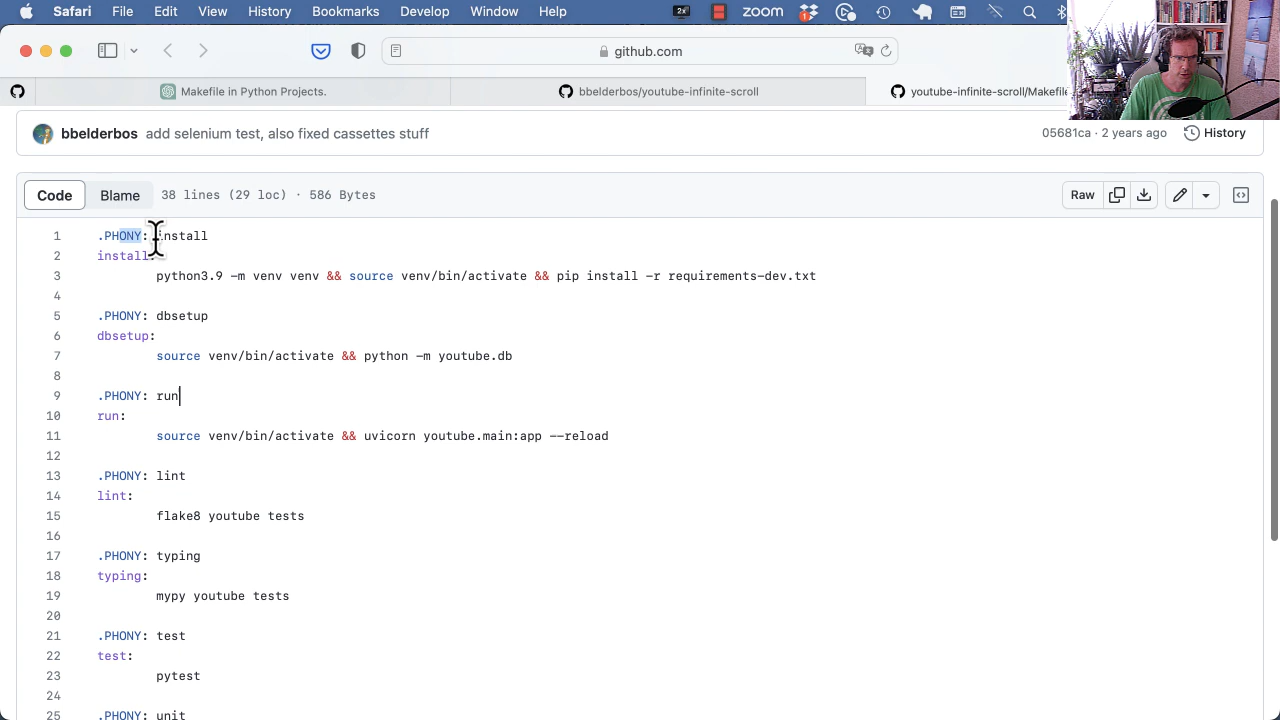 Safari File Edit View History Bookmarks Develop Window Help 2x zoom 1
github.com
Makefile in Python Projects. bbelderbos/youtube-infinite-scroll youtube-infinite-scroll/Makefile
bbelderbos add selenium test, also fixed cassettes stuff 05681ca · 2 years ago History
Code Blame 38 lines (29 loc) · 586 Bytes Raw
1 .PHONY: install
2 install:
3 python3.9 -m venv venv && source venv/bin/activate && pip install -r requirements-dev.txt
4
5 .PHONY: dbsetup
6 dbsetup:
7 source venv/bin/activate && python -m youtube.db
8
9 .PHONY: run
10 run:
11 source venv/bin/activate && uvicorn youtube.main:app --reload
12
13 .PHONY: lint
14 lint:
15 flake8 youtube tests
16
17 .PHONY: typing
18 typing:
19 mypy youtube tests
20
21 .PHONY: test
22 test:
23 pytest
24
25 .PHONY: unit